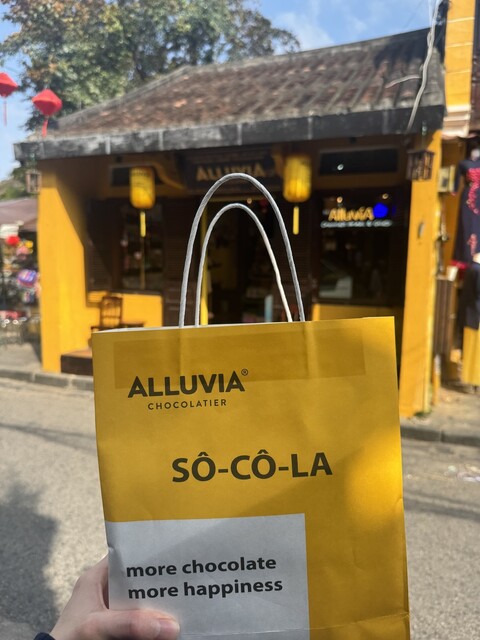 ALLUVIA
ALLUVIA
ALLUVIA®
CHOCOLATIER
SÔ-CÔ-LA
more chocolate
more happiness